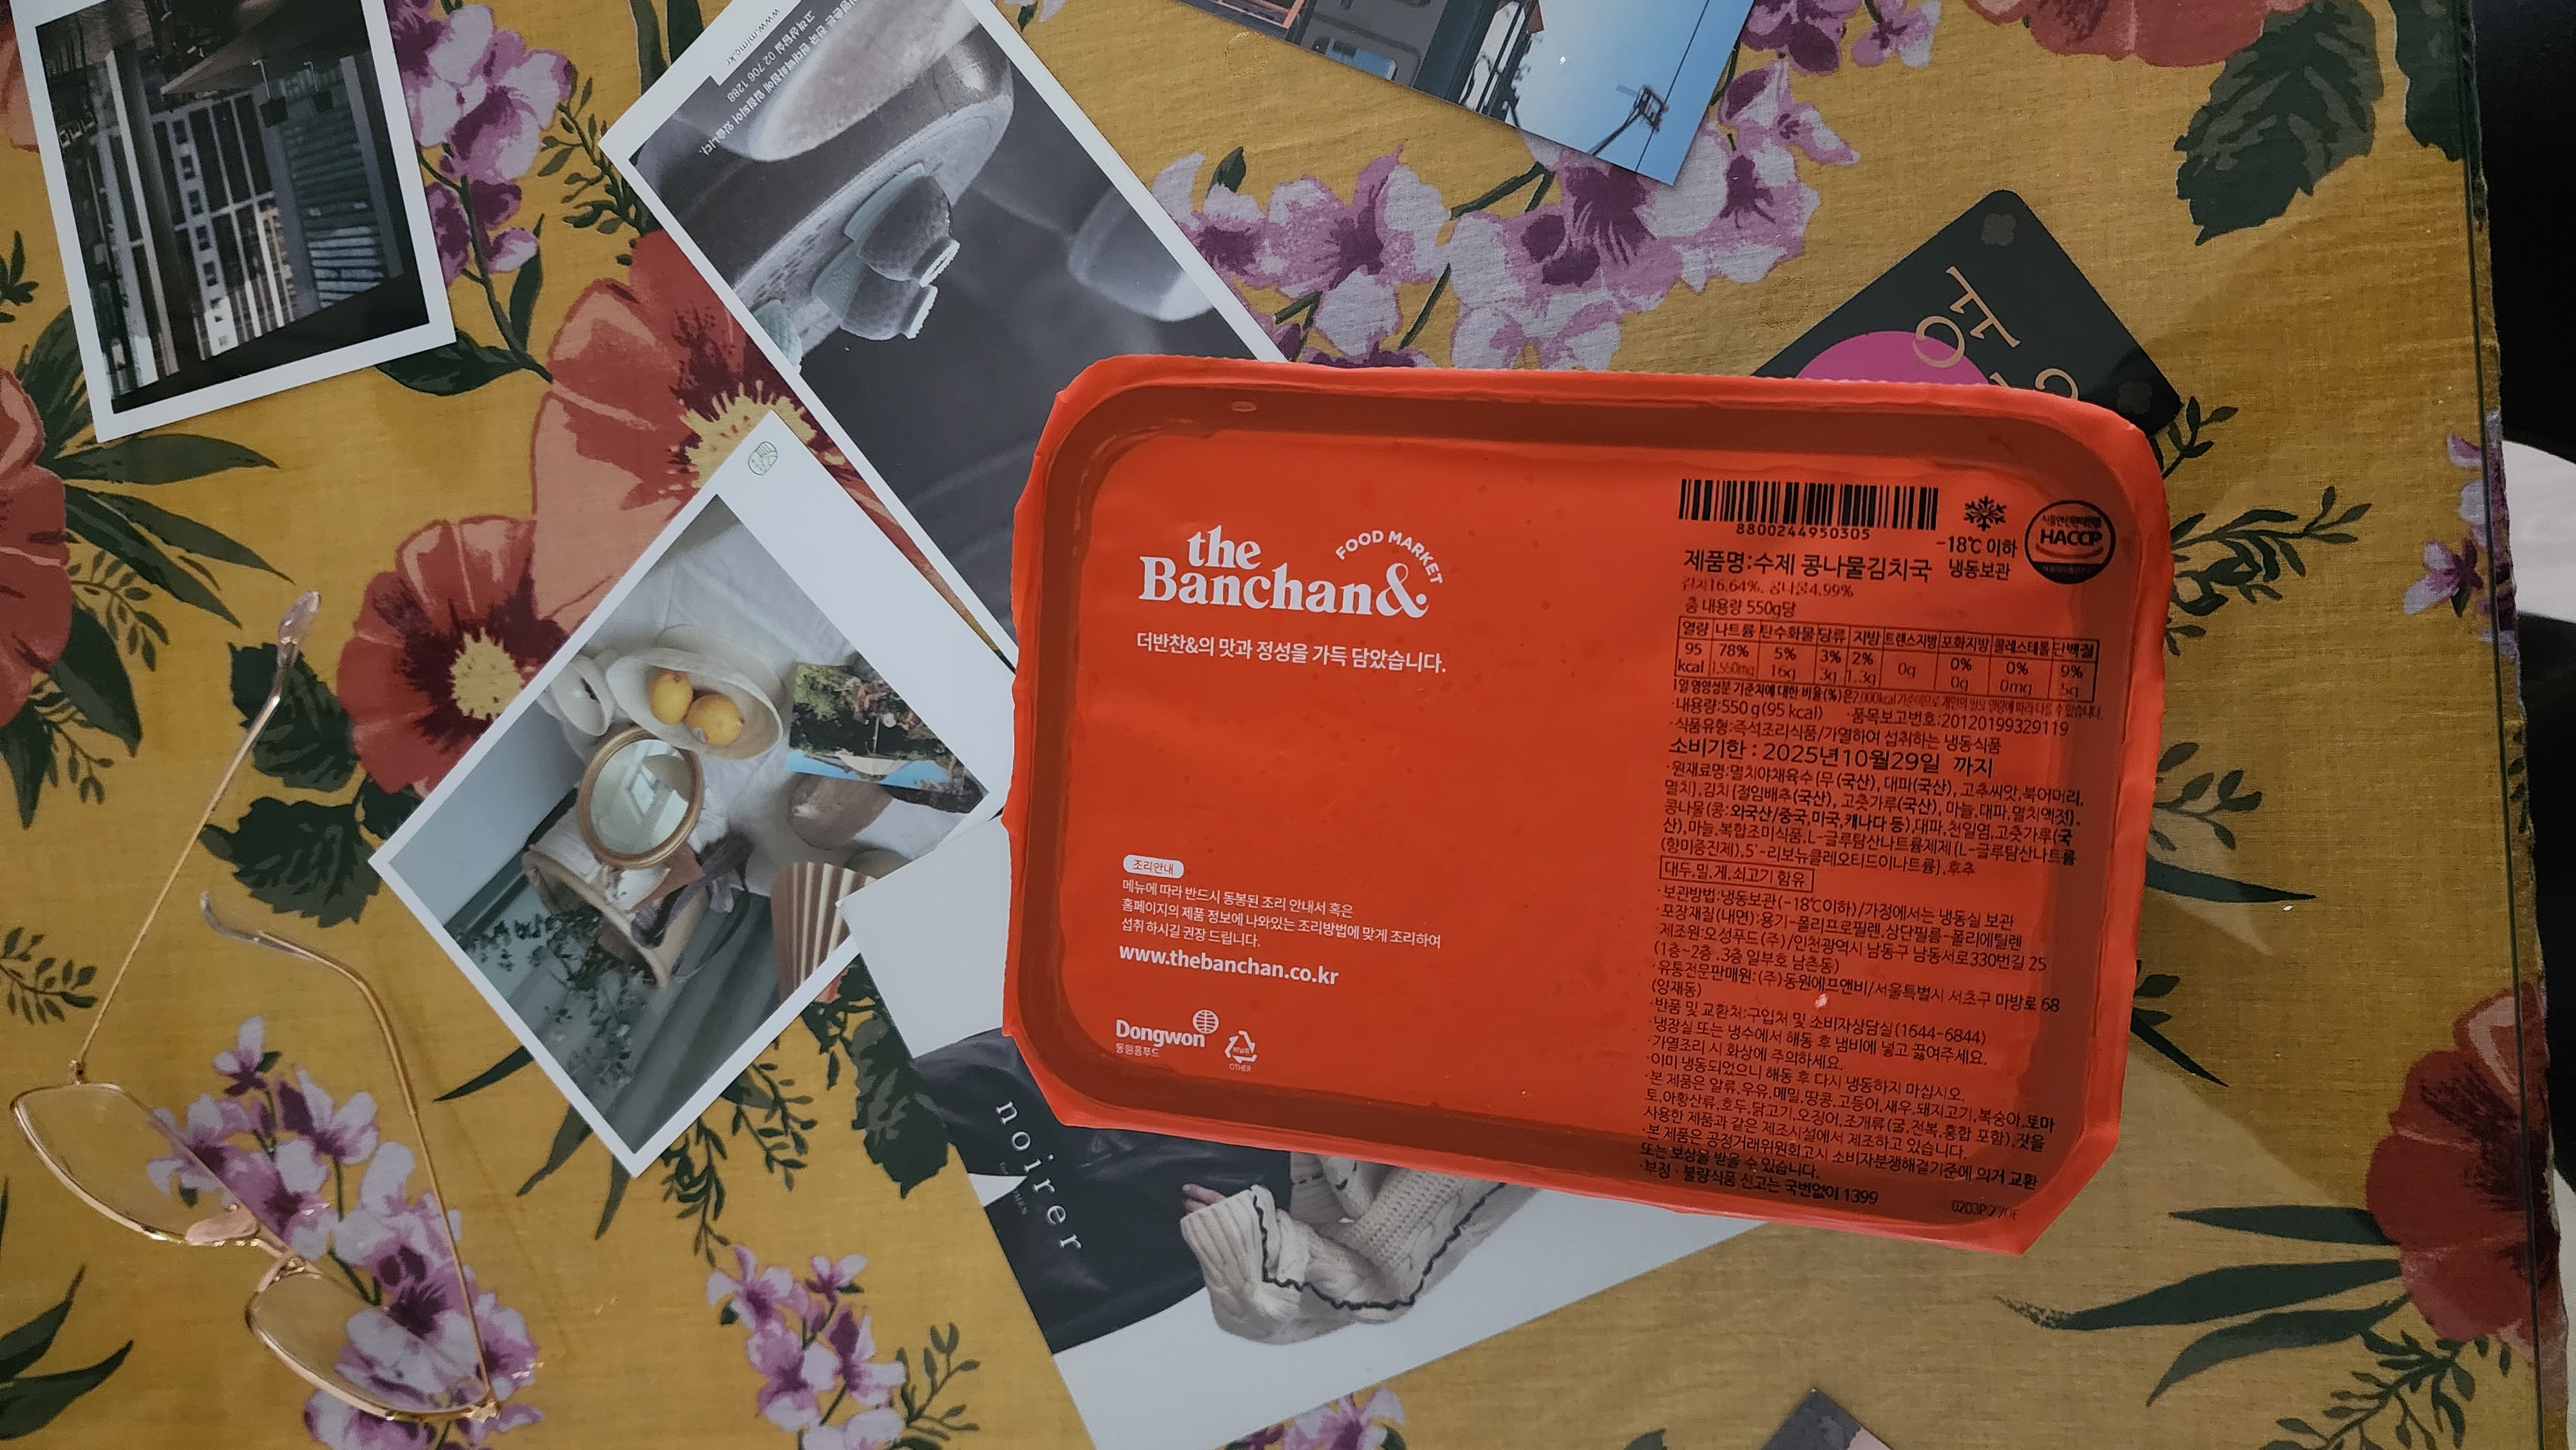 www.mimc.kr
고객상담실 02 706 1288
the
Banchan&
FOOD MARKET
더반찬&의 맛과 정성을 가득 담았습니다.
조리안내
메뉴에 따라 반드시 동봉된 조리 안내서 혹은
홈페이지의 제품 정보에 나와있는 조리방법에 맞게 조리하여
섭취 하시길 권장 드립니다.
www.thebanchan.co.kr
Dongwon
동원홈푸드
비닐류
OTHER
8800244950305
-18℃ 이하
냉동보관
HACCP
제품명:수제 콩나물김치국
김치16.64%, 콩나물4.99%
총 내용량 550g당
열량 나트륨 탄수화물 당류 지방 트랜스지방 포화지방 콜레스테롤 단백질
95 78% 5% 3% 2% 0g 0% 0% 9%
kcal 1,550mg 16g 3g 1.3g 0g 0mg 5g
1일 영양성분 기준치에 대한 비율(%)은2,000kcal기준이므로 개인의 필요 열량에 따라 다를 수 있습니다.
·내용량:550 g (95 kcal) ·품목보고번호:20120199329119
·식품유형:즉석조리식품/가열하여 섭취하는 냉동식품
소비기한 : 2025년10월29일 까지
·원재료명:멸치야채육수{무(국산), 대파(국산), 고추씨앗,북어머리,
멸치},김치{절임배추(국산), 고춧가루(국산), 마늘,대파,멸치액젓},
콩나물(콩:외국산/중국,미국,캐나다 등),대파,천일염,고춧가루(국
산),마늘,복합조미식품,L-글루탐산나트륨제제{L-글루탐산나트륨
(향미증진제),5'-리보뉴클레오티드이나트륨},후추
대두,밀,게,쇠고기 함유
·보관방법:냉동보관(-18℃이하)/가정에서는 냉동실 보관
·포장재질(내면):용기-폴리프로필렌,상단필름-폴리에틸렌
·제조원:오성푸드(주)/인천광역시 남동구 남동서로330번길 25
(1층~2층 ,3층 일부호 남촌동)
·유통전문판매원:(주)동원에프앤비/서울특별시 서초구 마방로 68
(양재동)
·반품 및 교환처:구입처 및 소비자상담실(1644-6844)
·냉장실 또는 냉수에서 해동 후 냄비에 넣고 끓여주세요.
·가열조리 시 화상에 주의하세요.
·이미 냉동되었으니 해동 후 다시 냉동하지 마십시오.
·본 제품은 알류,우유,메밀,땅콩,고등어,새우,돼지고기,복숭아,토마
토,아황산류,호두,닭고기,오징어,조개류(굴,전복,홍합 포함),잣을
사용한 제품과 같은 제조시설에서 제조하고 있습니다.
·본 제품은 공정거래위원회고시 소비자분쟁해결기준에 의거 교환
또는 보상을 받을 수 있습니다.
·부정·불량식품 신고는 국번없이 1399
noirer